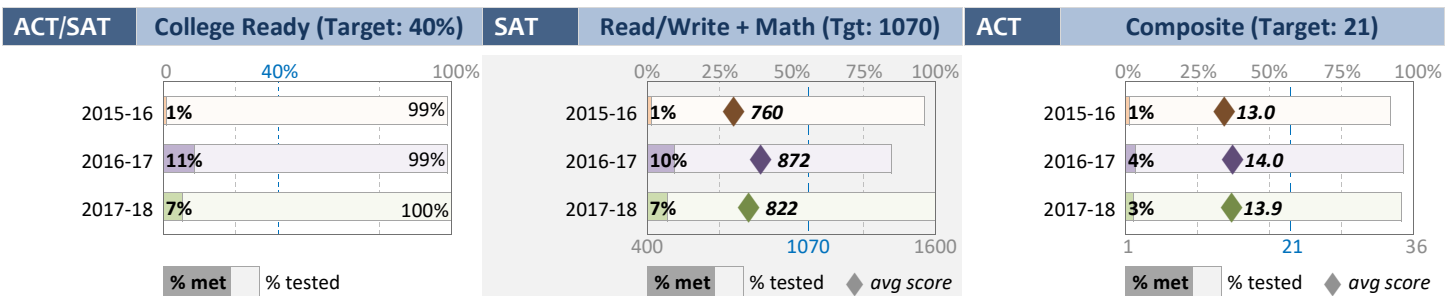 ACT/SAT College Ready (Target: 40%)
0 40% 100%
2015-16 1% 99%
2016-17 11% 99%
2017-18 7% 100%
% met % tested
SAT Read/Write + Math (Tgt: 1070)
0% 25% 50% 75% 100%
2015-16 1% 760
2016-17 10% 872
2017-18 7% 822
400 1070 1600
% met % tested avg score
ACT Composite (Target: 21)
0% 25% 50% 75% 100%
2015-16 1% 13.0
2016-17 4% 14.0
2017-18 3% 13.9
1 21 36
% met % tested avg score